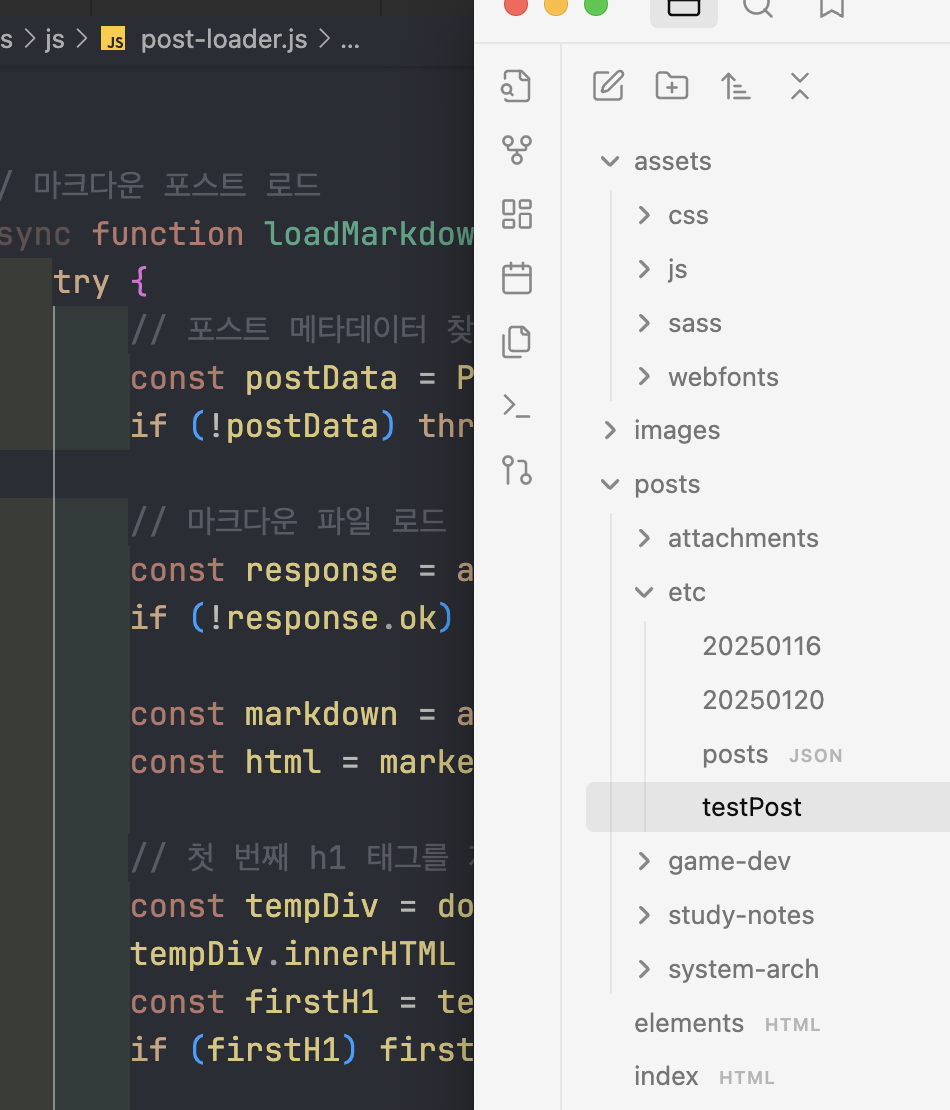 s > js > JS post-loader.js > ...
/ 마크다운 포스트 로드
sync function loadMarkdow
try {
// 포스트 메타데이터 찾
const postData = P
if (!postData) thr
// 마크다운 파일 로드
const response = a
if (!response.ok)
const markdown = a
const html = marke
// 첫 번째 h1 태그를
const tempDiv = do
tempDiv.innerHTML
const firstH1 = te
if (firstH1) first
assets
css
js
sass
webfonts
images
posts
attachments
etc
20250116
20250120
posts JSON
testPost
game-dev
study-notes
system-arch
elements HTML
index HTML